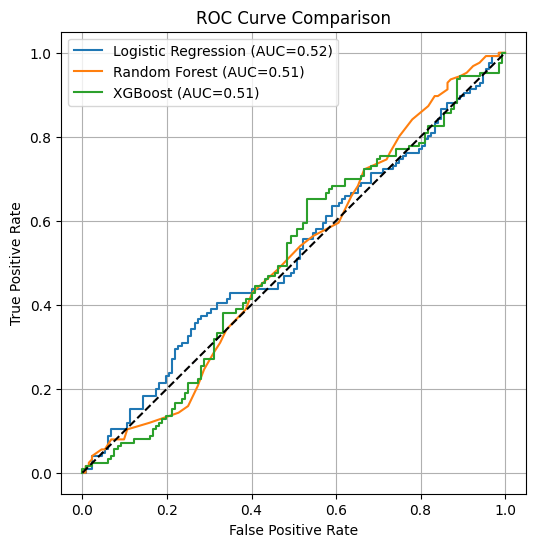 ROC Curve Comparison
Logistic Regression (AUC=0.52)
Random Forest (AUC=0.51)
XGBoost (AUC=0.51)
1.0
0.8
0.6
0.4
0.2
0.0
True Positive Rate
0.0 0.2 0.4 0.6 0.8 1.0
False Positive Rate